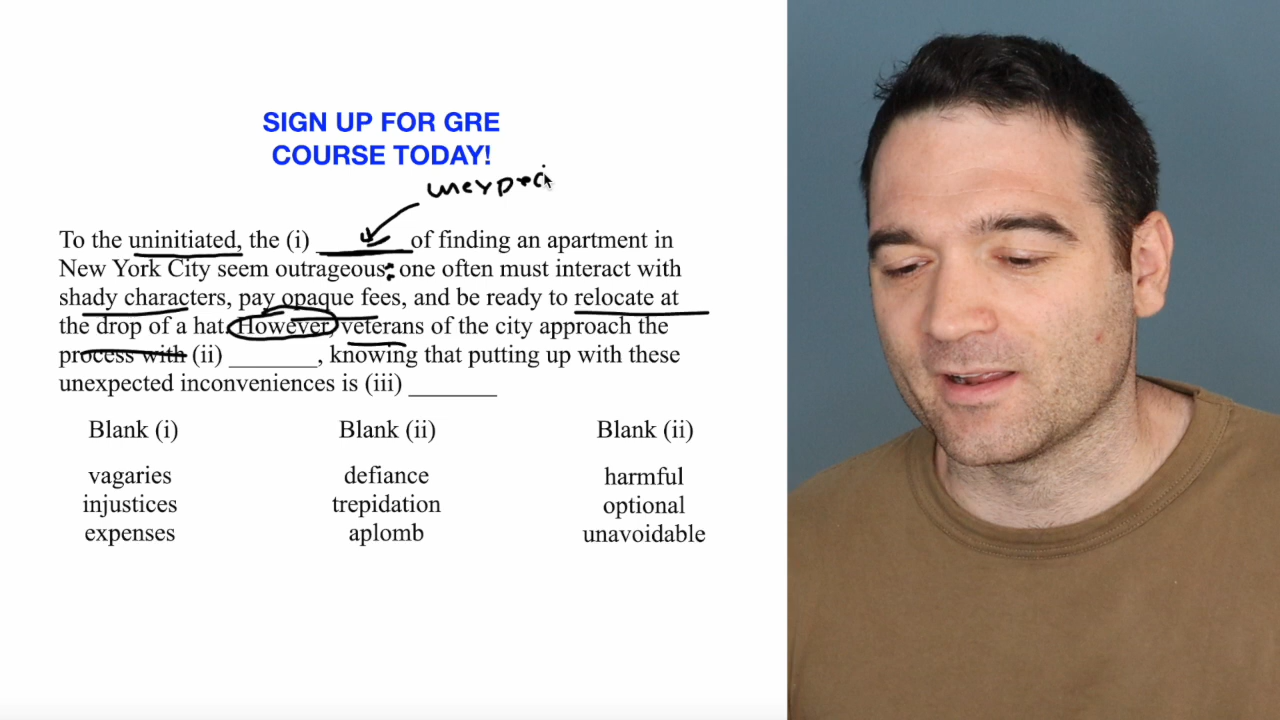 SIGN UP FOR GRE
COURSE TODAY!
unexpeci
To the uninitiated, the (i) _______ of finding an apartment in
New York City seem outrageous; one often must interact with
shady characters, pay opaque fees, and be ready to relocate at
the drop of a hat. However, veterans of the city approach the
process with (ii) _______, knowing that putting up with these
unexpected inconveniences is (iii) _______
Blank (i) Blank (ii) Blank (ii)
vagaries defiance harmful
injustices trepidation optional
expenses aplomb unavoidable